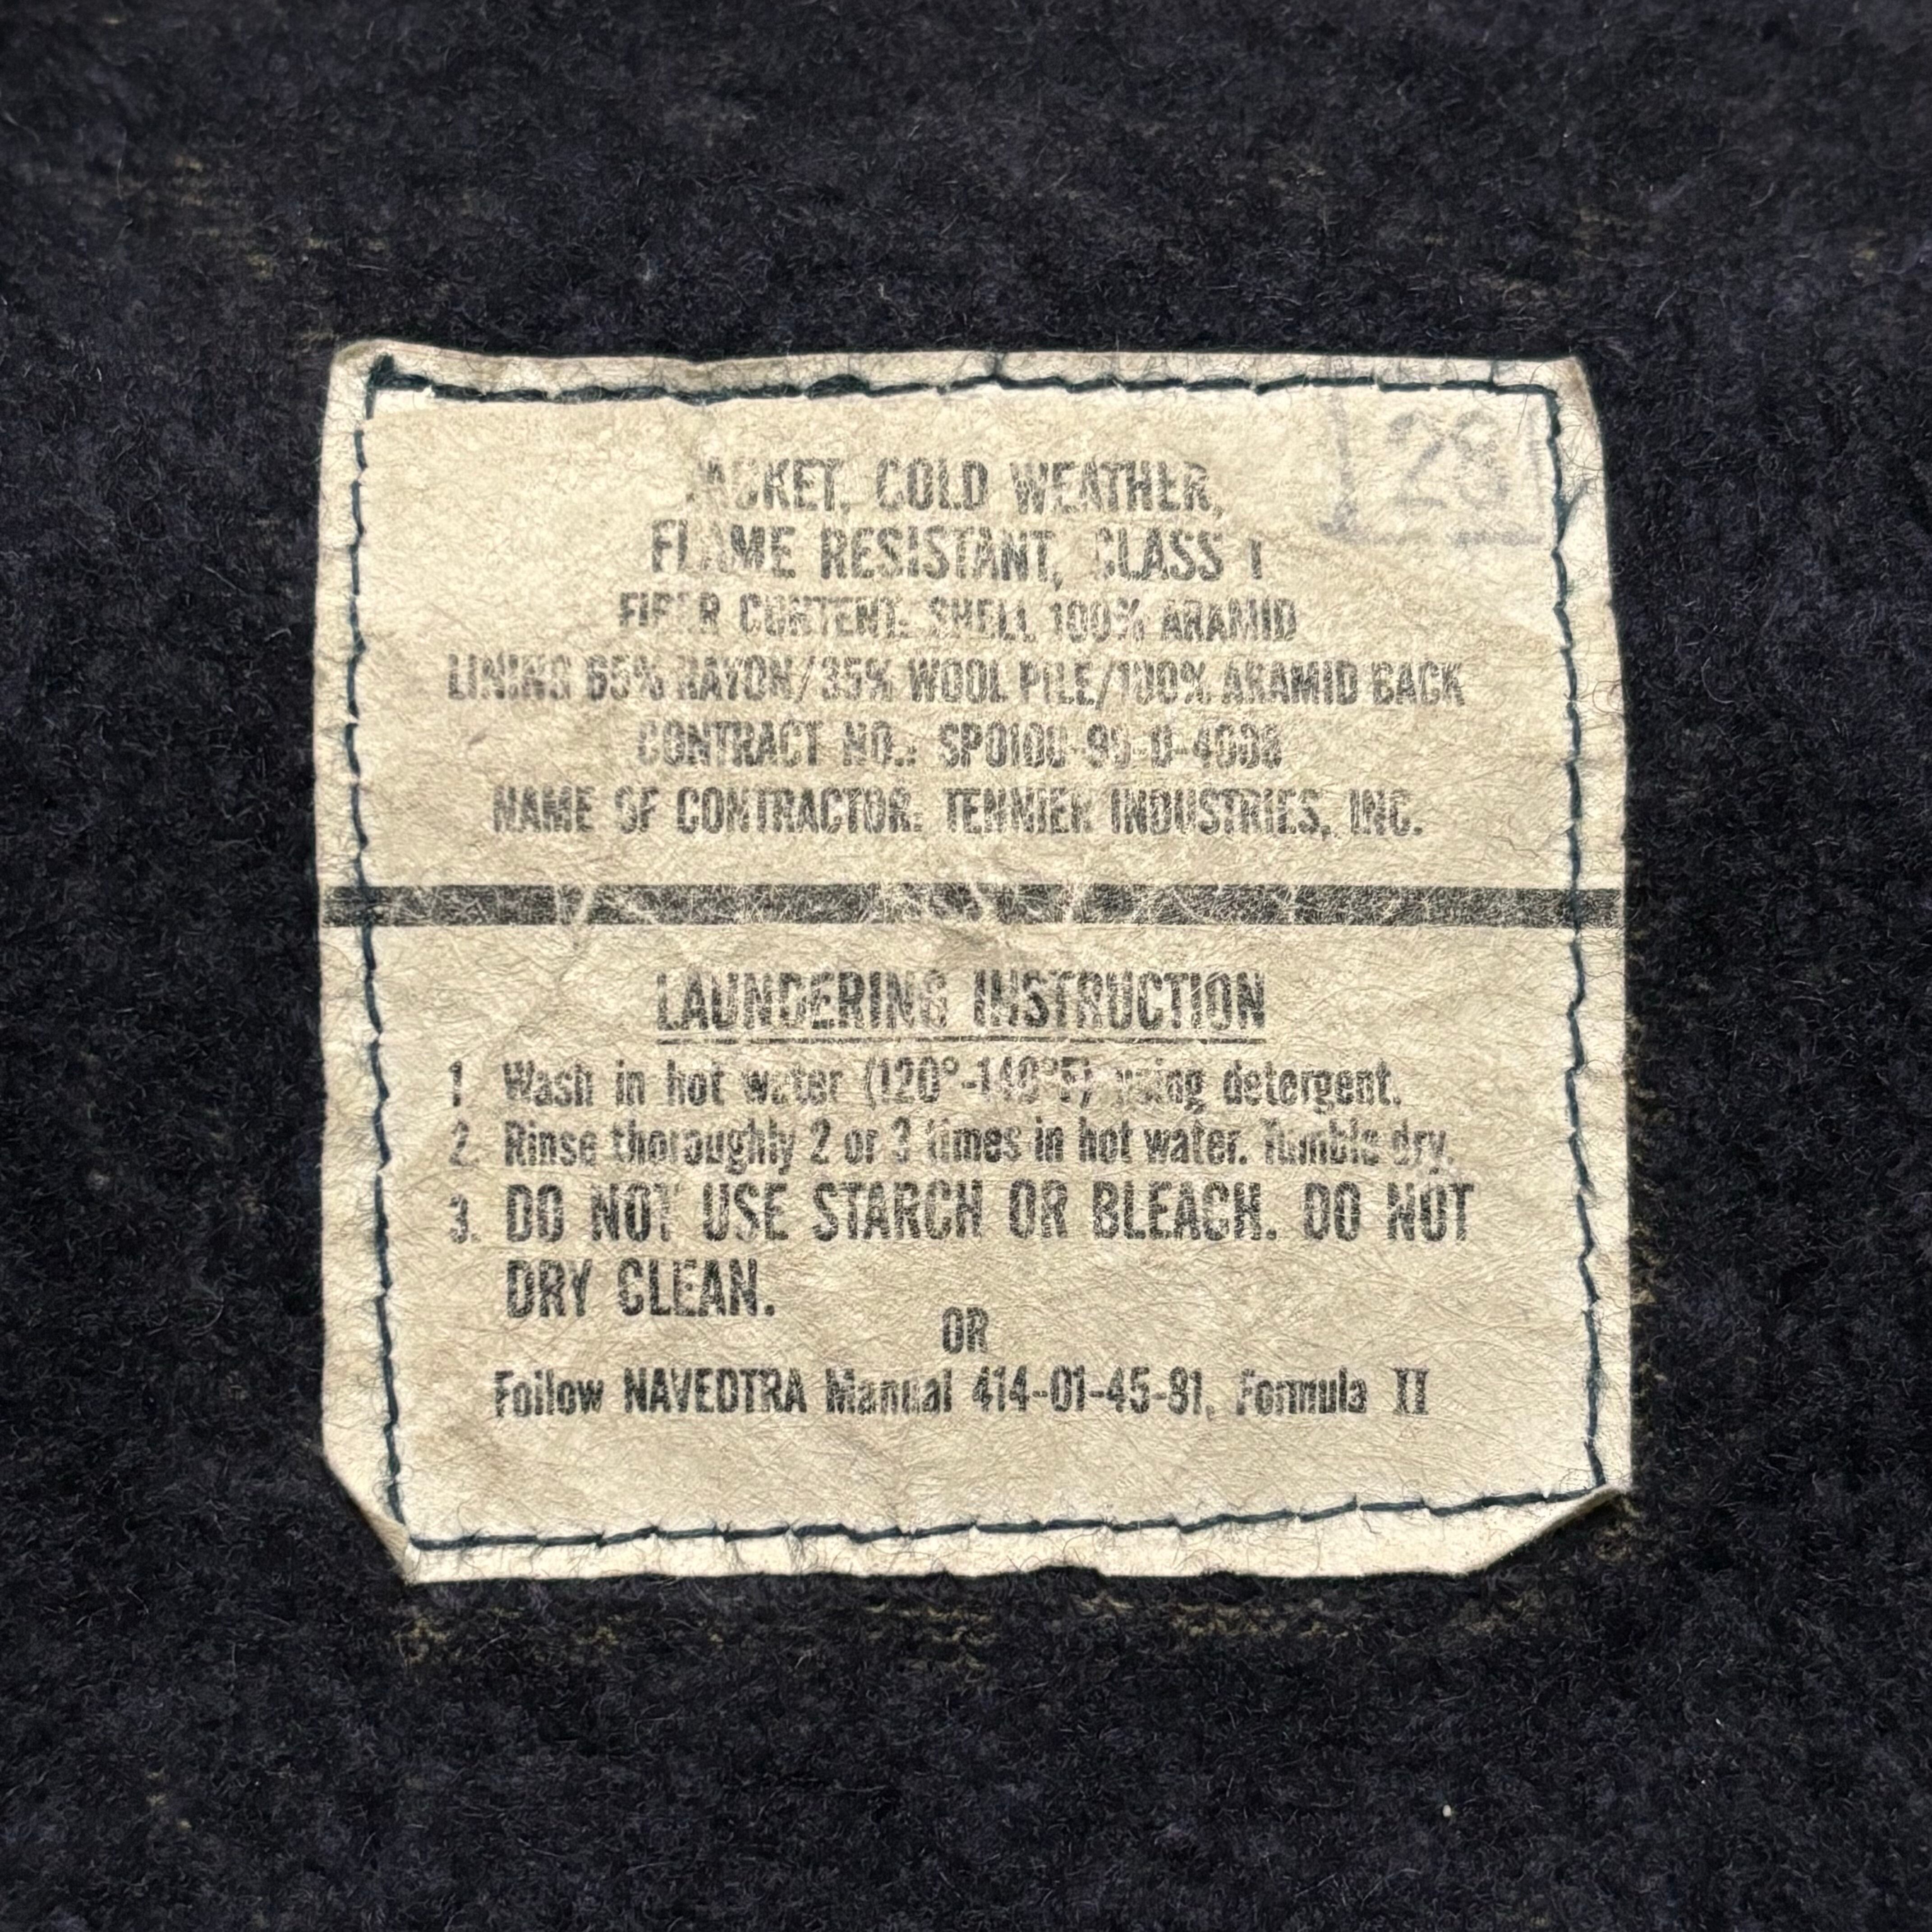 28
JACKET, COLD WEATHER,
FLAME RESISTANT, CLASS 1
FIBER CONTENT: SHELL 100% ARAMID
LINING 65% RAYON/35% WOOL PILE/100% ARAMID BACK
CONTRACT NO.:
NAME OF CONTRACTOR: TENNIER INDUSTRIES, INC.
LAUNDERING INSTRUCTION
1. Wash in hot water (120°-140°F) using detergent.
2. Rinse thoroughly 2 or 3 times in hot water. Tumble dry.
3. DO NOT USE STARCH OR BLEACH. DO NOT
DRY CLEAN.
OR
Follow NAVEDTRA Manual 414-01-45-81, Formula II